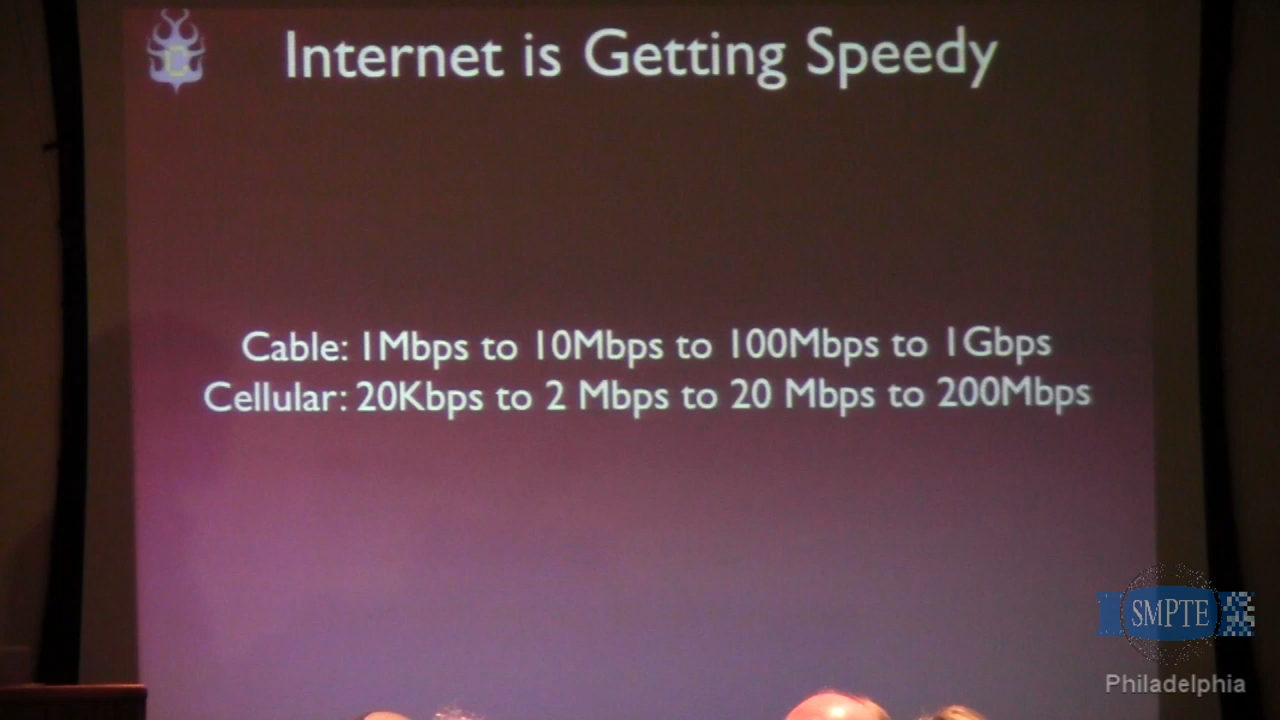 Internet is Getting Speedy
Cable: 1Mbps to 10Mbps to 100Mbps to 1Gbps
Cellular: 20Kbps to 2 Mbps to 20 Mbps to 200Mbps
SMPTE
Philadelphia